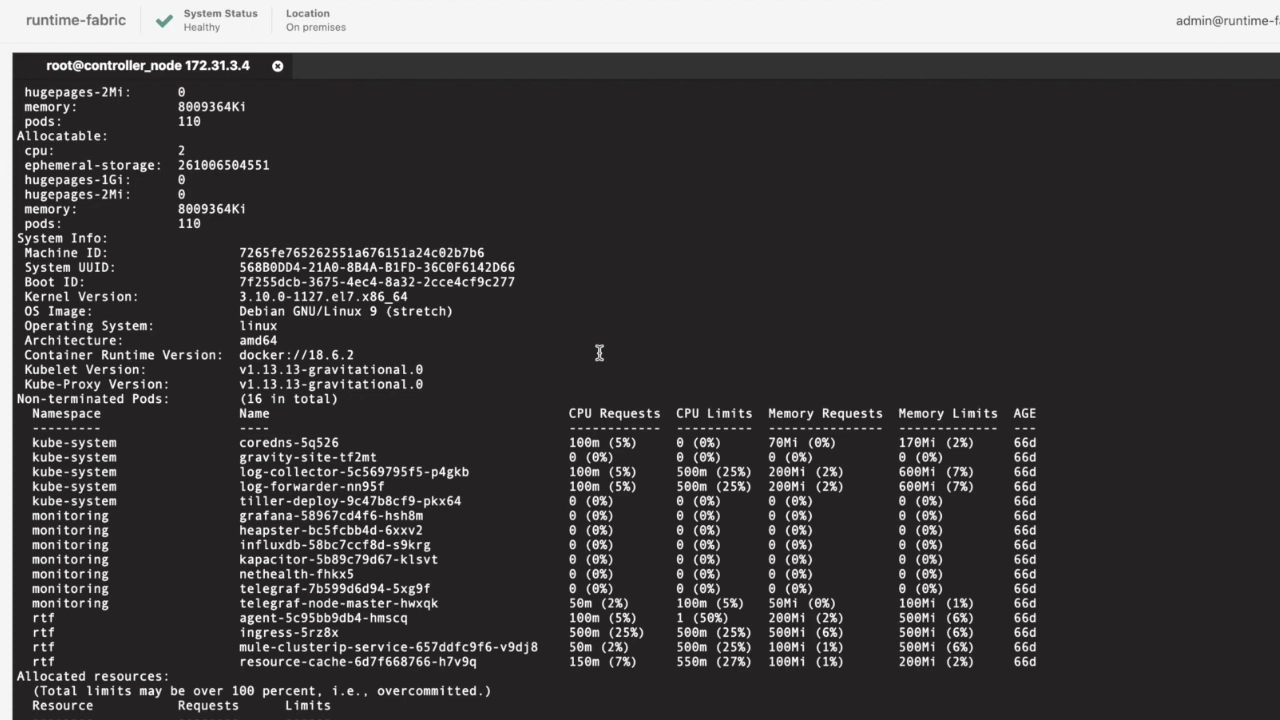 runtime-fabric
System Status
Healthy
Location
On premises
admin@runtime-f
root@controller_node 172.31.3.4
hugepages-2Mi: 0
memory: 8009364Ki
pods: 110
Allocatable:
cpu: 2
ephemeral-storage: 261006504551
hugepages-1Gi: 0
hugepages-2Mi: 0
memory: 8009364Ki
pods: 110
System Info:
Machine ID: 7265fe765262551a676151a24c02b7b6
System UUID: 568B0DD4-21A0-8B4A-B1FD-36C0F6142D66
Boot ID: 7f255dcb-3675-4ec4-8a32-2cce4cf9c277
Kernel Version: 3.10.0-1127.el7.x86_64
OS Image: Debian GNU/Linux 9 (stretch)
Operating System: linux
Architecture: amd64
Container Runtime Version: docker://18.6.2
Kubelet Version: v1.13.13-gravitational.0
Kube-Proxy Version: v1.13.13-gravitational.0
Non-terminated Pods: (16 in total)
Namespace Name CPU Requests CPU Limits Memory Requests Memory Limits AGE
--------- ---- ------------ ---------- --------------- ------------- ---
kube-system coredns-5q526 100m (5%) 0 (0%) 70Mi (0%) 170Mi (2%) 66d
kube-system gravity-site-tf2mt 0 (0%) 0 (0%) 0 (0%) 0 (0%) 66d
kube-system log-collector-5c569795f5-p4gkb 100m (5%) 500m (25%) 200Mi (2%) 600Mi (7%) 66d
kube-system log-forwarder-nn95f 100m (5%) 500m (25%) 200Mi (2%) 600Mi (7%) 66d
kube-system tiller-deploy-9c47b8cf9-pkx64 0 (0%) 0 (0%) 0 (0%) 0 (0%) 66d
monitoring grafana-58967cd4f6-hsh8m 0 (0%) 0 (0%) 0 (0%) 0 (0%) 66d
monitoring heapster-bc5fcbb4d-6xxv2 0 (0%) 0 (0%) 0 (0%) 0 (0%) 66d
monitoring influxdb-58bc7ccf8d-s9krg 0 (0%) 0 (0%) 0 (0%) 0 (0%) 66d
monitoring kapacitor-5b89c79d67-klsvt 0 (0%) 0 (0%) 0 (0%) 0 (0%) 66d
monitoring nethealth-fhkx5 0 (0%) 0 (0%) 0 (0%) 0 (0%) 66d
monitoring telegraf-7b599d6d94-5xg9f 0 (0%) 0 (0%) 0 (0%) 0 (0%) 66d
monitoring telegraf-node-master-hwxqk 50m (2%) 100m (5%) 50Mi (0%) 100Mi (1%) 66d
rtf agent-5c95bb9db4-hmscq 100m (5%) 1 (50%) 200Mi (2%) 500Mi (6%) 66d
rtf ingress-5rz8x 500m (25%) 500m (25%) 500Mi (6%) 500Mi (6%) 66d
rtf mule-clusterip-service-657ddfc9f6-v9dj8 50m (2%) 500m (25%) 100Mi (1%) 500Mi (6%) 66d
rtf resource-cache-6d7f668766-h7v9q 150m (7%) 550m (27%) 100Mi (1%) 200Mi (2%) 66d
Allocated resources:
(Total limits may be over 100 percent, i.e., overcommitted.)
Resource Requests Limits